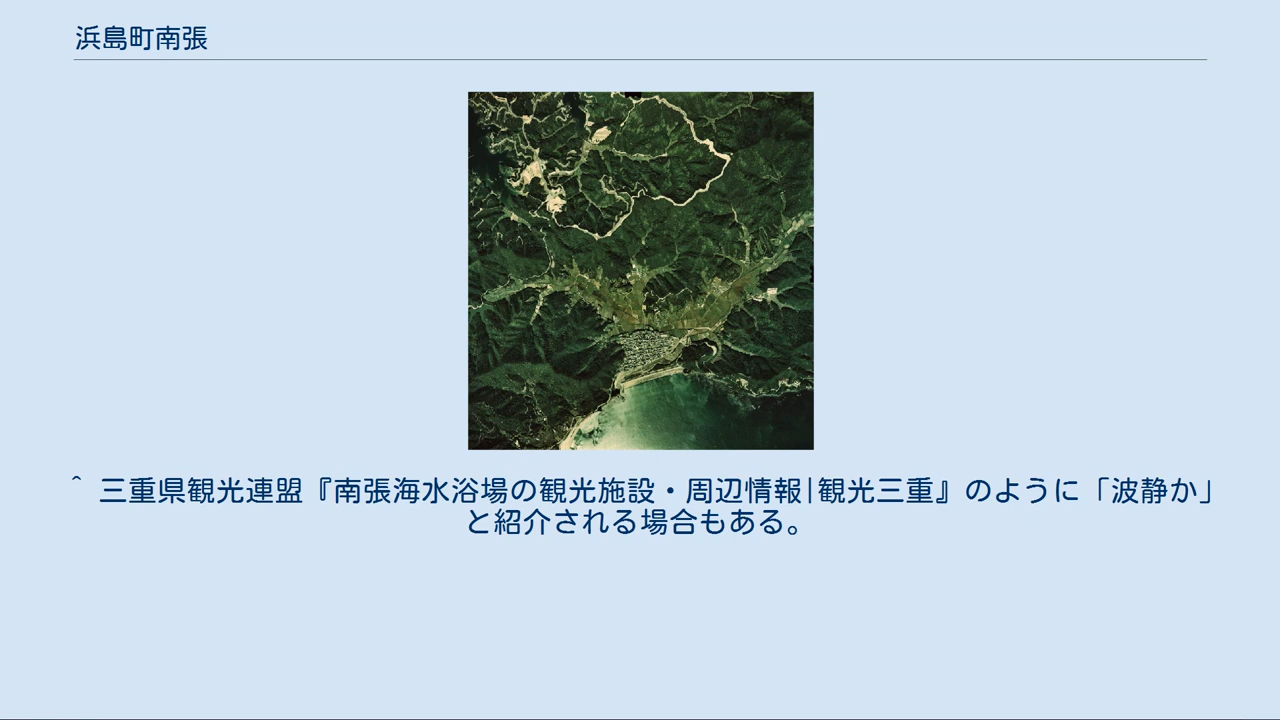 浜島町南張
^ 三重県観光連盟『南張海水浴場の観光施設・周辺情報|観光三重』のように「波静か」
と紹介される場合もある。